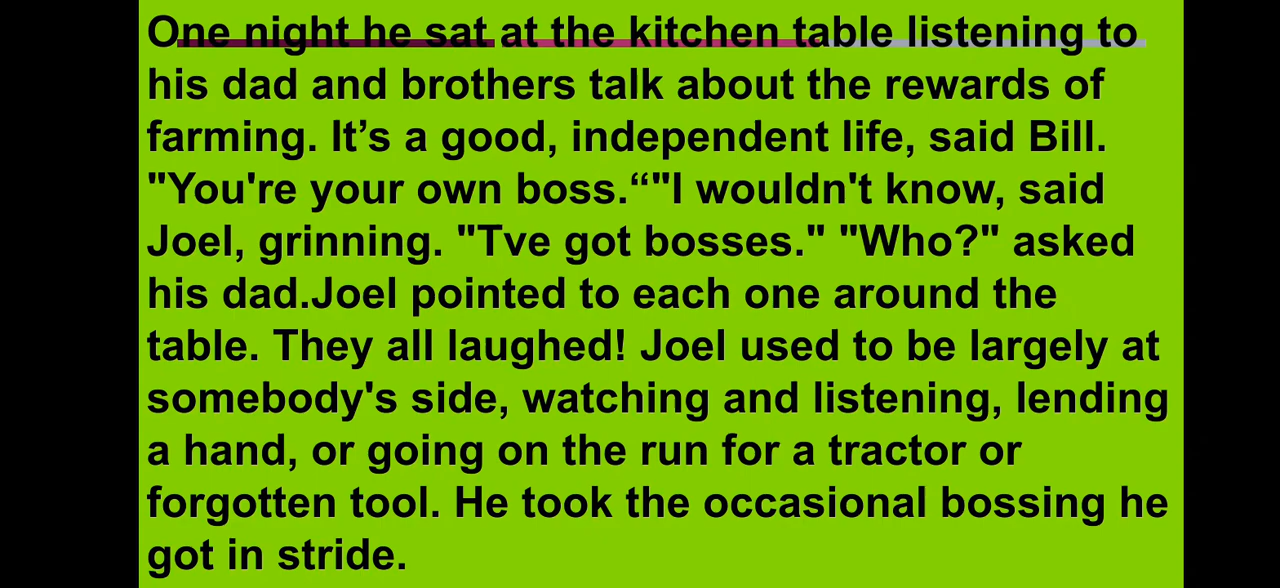 One night he sat at the kitchen table listening to
his dad and brothers talk about the rewards of
farming. It’s a good, independent life, said Bill.
"You're your own boss.“"I wouldn't know, said
Joel, grinning. "Tve got bosses." "Who?" asked
his dad.Joel pointed to each one around the
table. They all laughed! Joel used to be largely at
somebody's side, watching and listening, lending
a hand, or going on the run for a tractor or
forgotten tool. He took the occasional bossing he
got in stride.